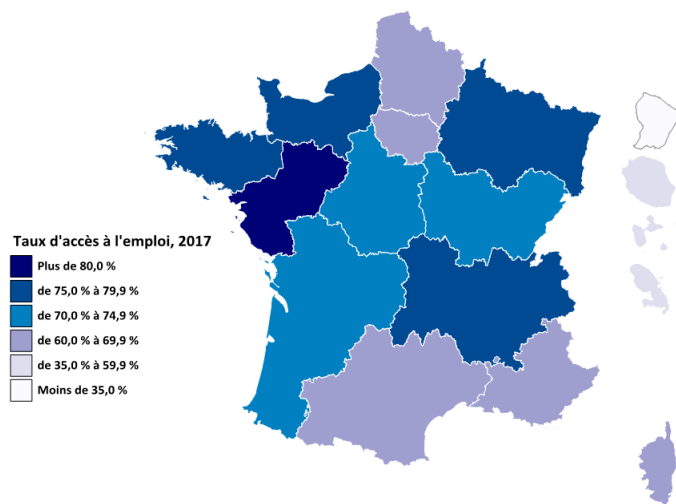 Taux d'accès à l'emploi, 2017
Plus de 80,0 %
de 75,0 % à 79,9 %
de 70,0 % à 74,9 %
de 60,0 % à 69,9 %
de 35,0 % à 59,9 %
Moins de 35,0 %